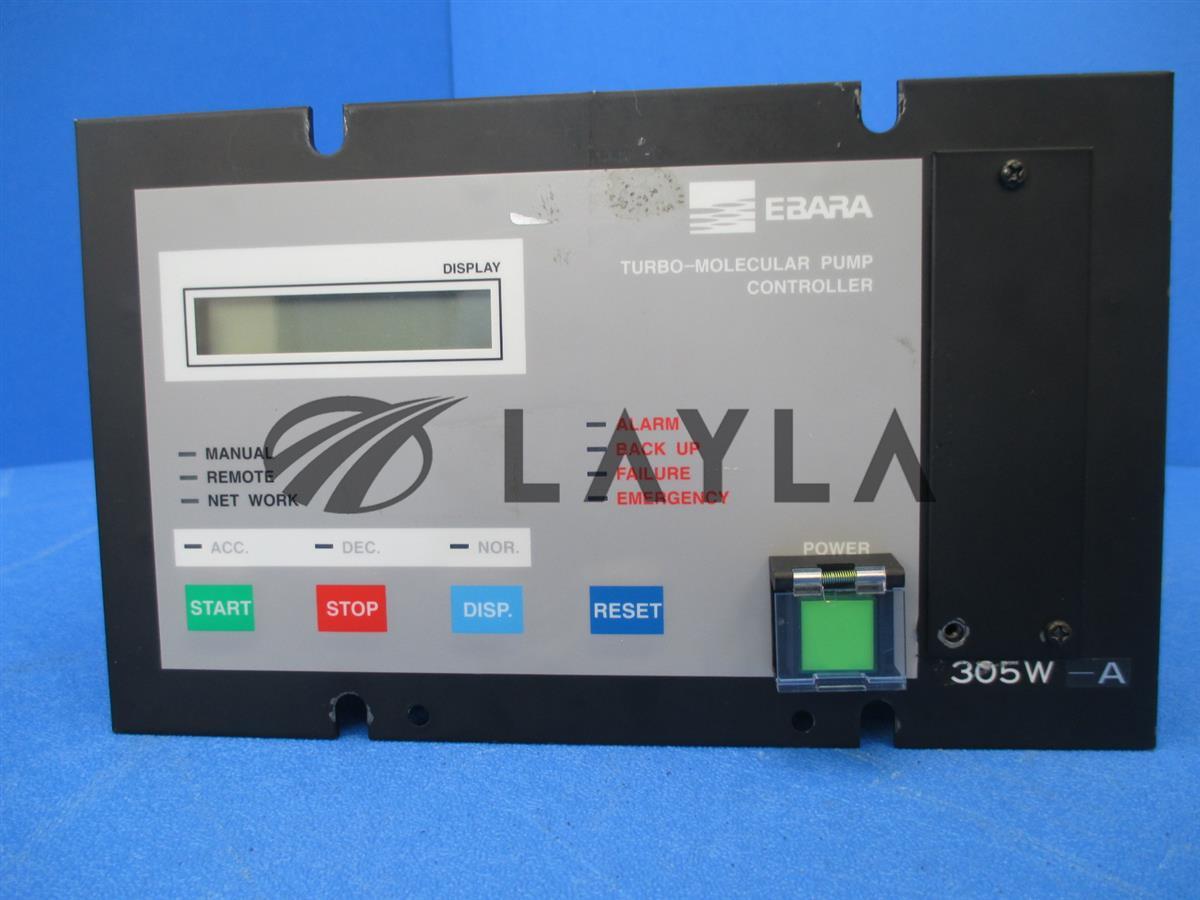 EBARA
TURBO-MOLECULAR PUMP
CONTROLLER
DISPLAY
LAYLA
MANUAL
REMOTE
NET WORK
ALARM
BACK UP
FAILURE
EMERGENCY
ACC. DEC. NOR.
START STOP DISP. RESET
POWER
305W -A